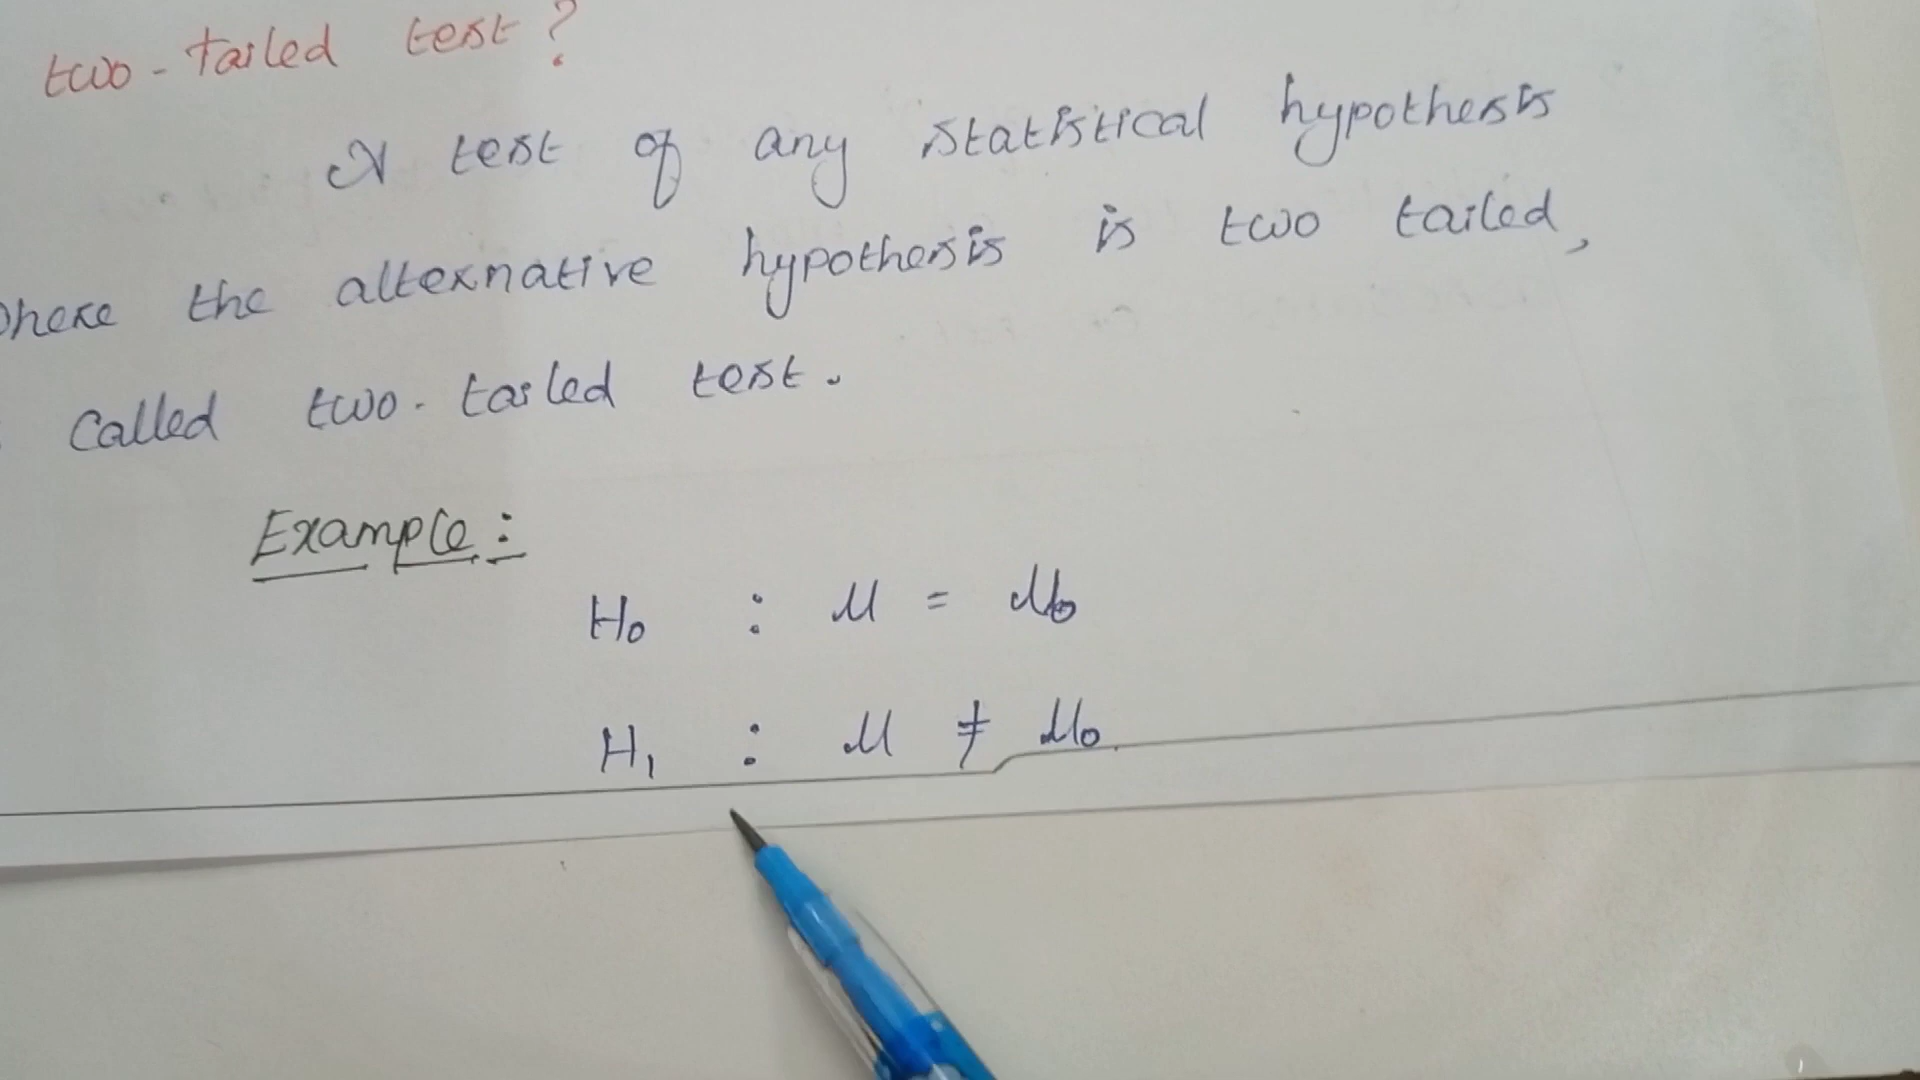 two-tailed test?
A test of any statistical hypothesis
where the alternative hypothesis is two tailed,
called two-tailed test.
Example:
H₀ : μ = μ₀
H₁ : μ ≠ μ₀